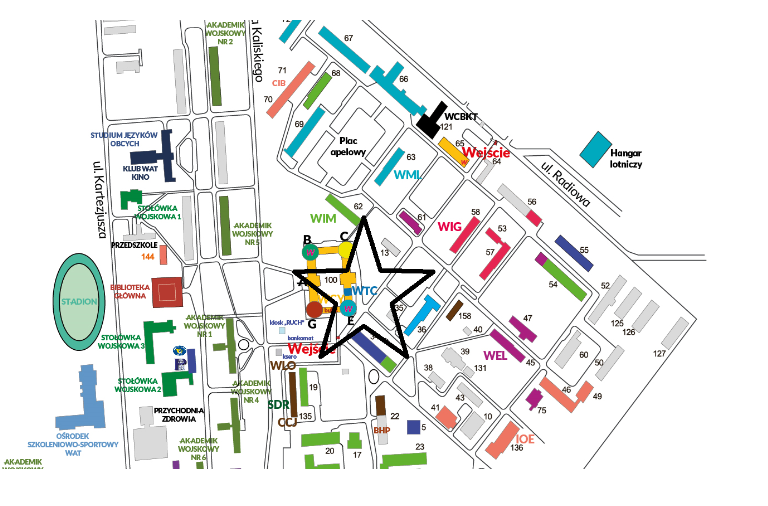 AKADEMIK
WOJSKOWY
NR 2
a Kaliskiego
72
67
66
71
CIB
68
70
69
Plac
apelowy
63
WML
WCBKT
121
65
Wejście
64
ul. Radiowa
Hangar
lotniczy
STUDIUM JĘZYKÓW
OBCYCH
KLUB WAT
KINO
ul. Kartezjusza
STOŁÓWKA
WOJSKOWA 1
PRZEDSZKOLE
144
BIBLIOTEKA
GŁÓWNA
STADION
AKADEMIK
WOJSKOWY
NR 5
62
WIM
61
WIG
58
53
57
56
55
54
B
C
13
A
100
WTC
G
E
35
36
158
40
47
WEL
45
52
125
126
127
60
50
46
49
75
39
131
38
43
41
10
IOE
136
kiosk „RUCH"
bankomat
Wejście
ksero
WLO
SDR
CCJ
19
135
20
17
22
BHP
5
23
AKADEMIK
WOJSKOWY
NR 1
STOŁÓWKA
WOJSKOWA 3
STOŁÓWKA
WOJSKOWA 2
AKADEMIK
WOJSKOWY
NR 4
PRZYCHODNIA
ZDROWIA
OŚRODEK
SZKOLENIOWO-SPORTOWY
WAT
AKADEMIK
WOJSKOWY
NR 6
AKADEMIK